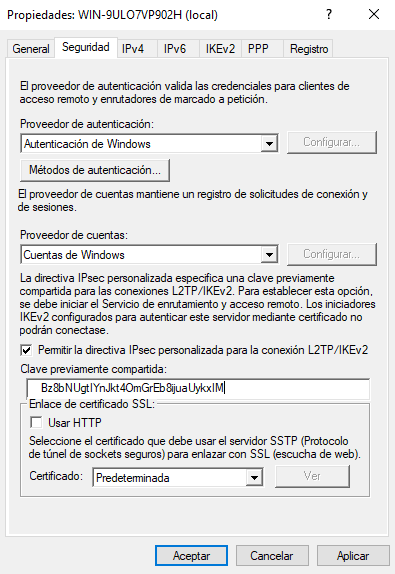 Propiedades: WIN-9ULO7VP902H (local)
General Seguridad IPv4 IPv6 IKEv2 PPP Registro
El proveedor de autenticación valida las credenciales para clientes de
acceso remoto y enrutadores de marcado a petición.
Proveedor de autenticación:
Autenticación de Windows Configurar...
Métodos de autenticación...
El proveedor de cuentas mantiene un registro de solicitudes de conexión y
de sesiones.
Proveedor de cuentas:
Cuentas de Windows Configurar...
La directiva IPsec personalizada especifica una clave previamente
compartida para las conexiones L2TP/IKEv2. Para establecer esta opción,
se debe iniciar el Servicio de enrutamiento y acceso remoto. Los iniciadores
IKEv2 configurados para autenticar este servidor mediante certificado no
podrán conectase.
Permitir la directiva IPsec personalizada para la conexión L2TP/IKEv2
Clave previamente compartida:
Bz8bNUgtIYnJkt4OmGrEb8ijuaUykxIM
Enlace de certificado SSL:
Usar HTTP
Seleccione el certificado que debe usar el servidor SSTP (Protocolo
de túnel de sockets seguros) para enlazar con SSL (escucha de web).
Certificado: Predeterminada Ver
Aceptar Cancelar Aplicar